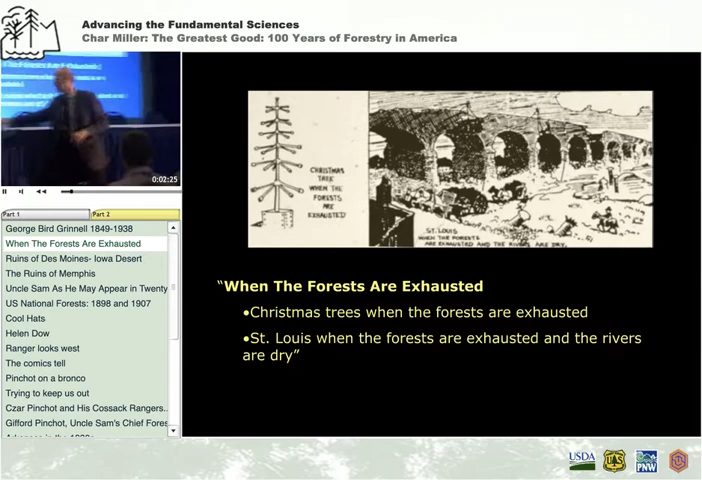 Advancing the Fundamental Sciences
Char Miller: The Greatest Good: 100 Years of Forestry in America
0:02:25
Part 1
Part 2
George Bird Grinnell 1849-1938
When The Forests Are Exhausted
Ruins of Des Moines- Iowa Desert
The Ruins of Memphis
Uncle Sam As He May Appear in Twenty
US National Forests: 1898 and 1907
Cool Hats
Helen Dow
Ranger looks west
The comics tell
Pinchot on a bronco
Trying to keep us out
Czar Pinchot and His Cossack Rangers..
Gifford Pinchot, Uncle Sam's Chief Fores
CHRISTMAS
TREE
WHEN THE
FORESTS
ARE
EXHAUSTED
ST. LOUIS
WHEN THE FORESTS
ARE EXHAUSTED AND THE RIVERS ARE DRY.
“When The Forests Are Exhausted
•Christmas trees when the forests are exhausted
•St. Louis when the forests are exhausted and the rivers
are dry”
USDA
U S
PNW